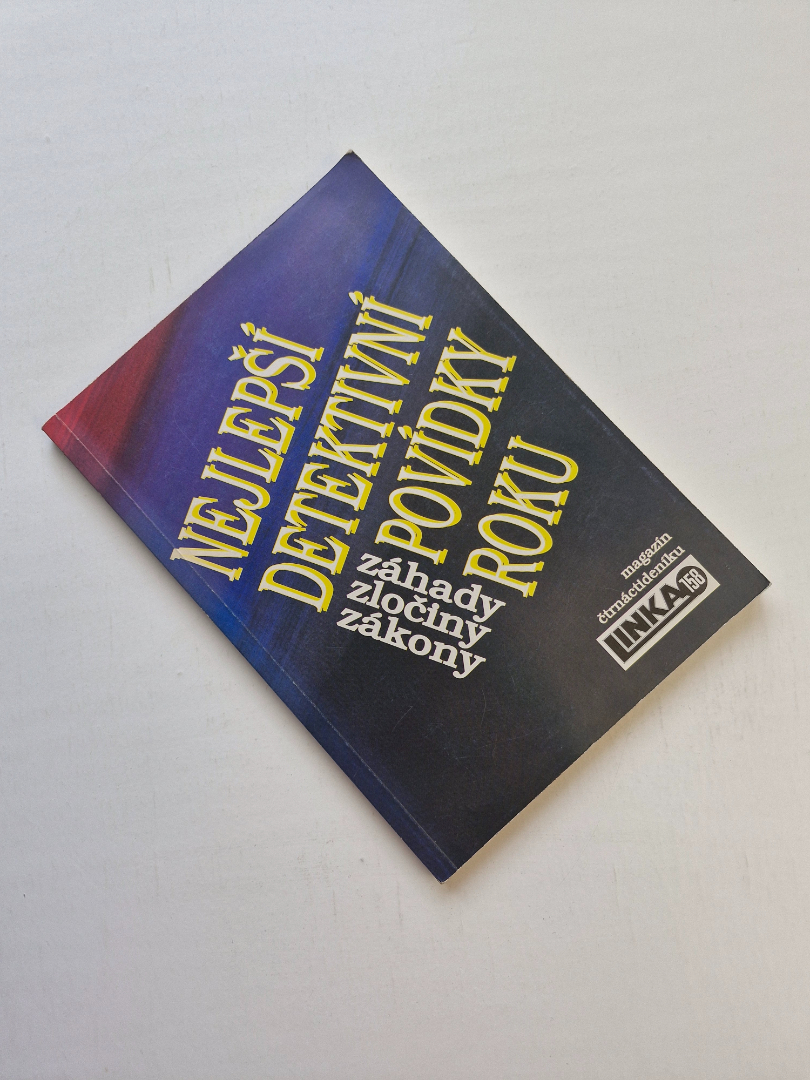 NEJLEPŠÍ
DETEKTIVNÍ
POVÍDKY
ROKU
záhady
zločiny
zákony
magazín
čtrnáctideníku
LINKA 158